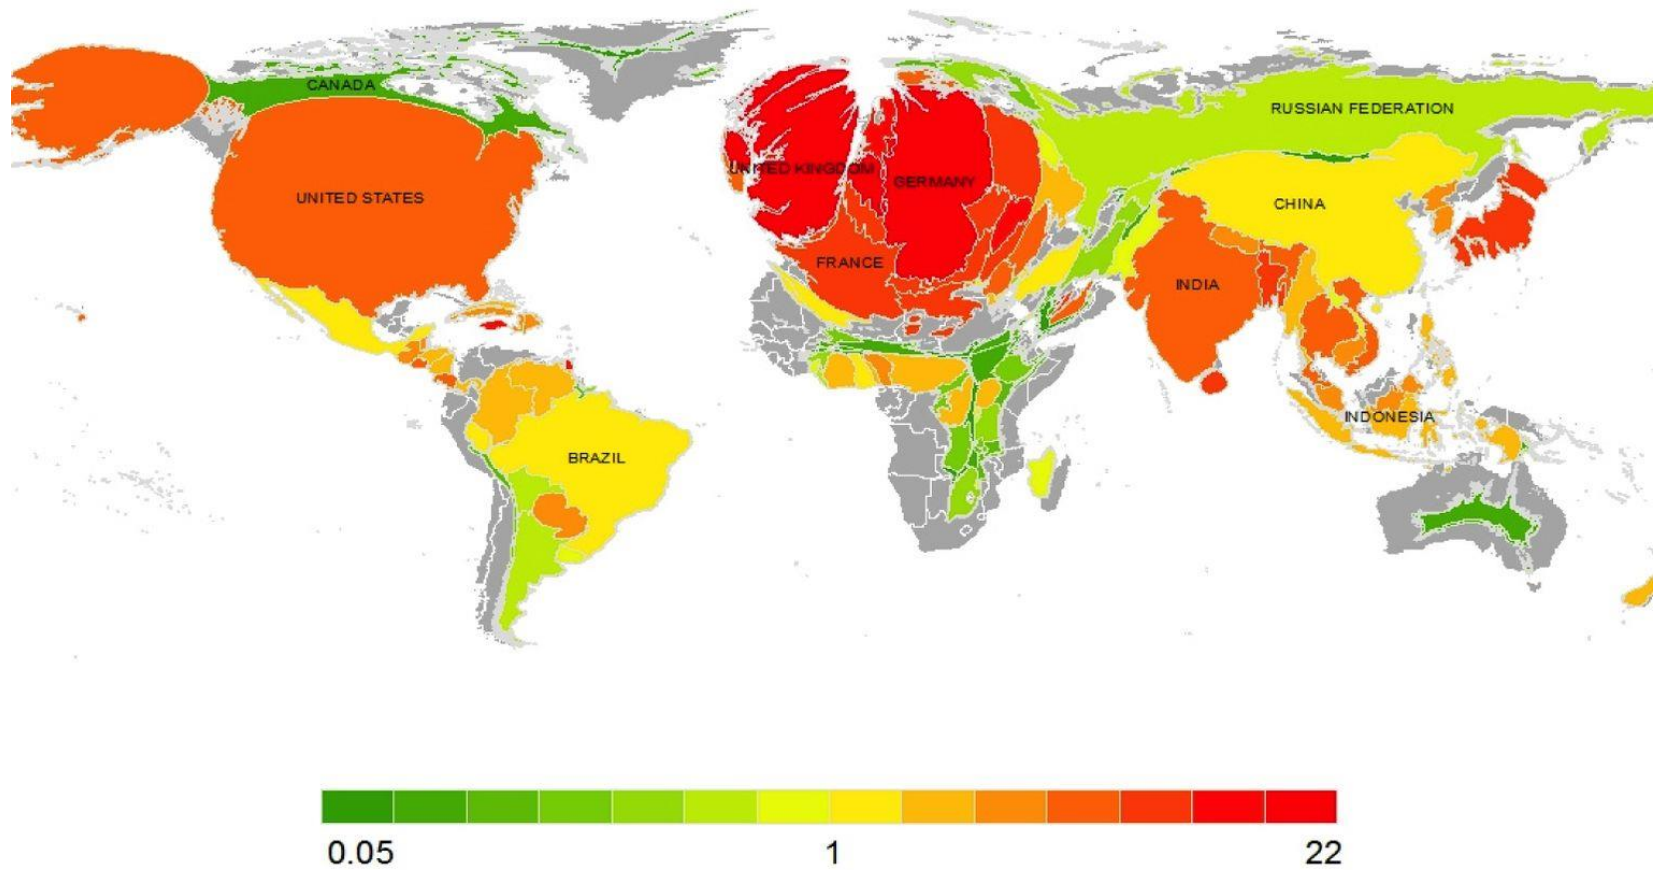 CANADA
RUSSIAN FEDERATION
UNITED KINGDOM
GERMANY
UNITED STATES
CHINA
FRANCE
INDIA
INDONESIA
BRAZIL
0.05 1 22